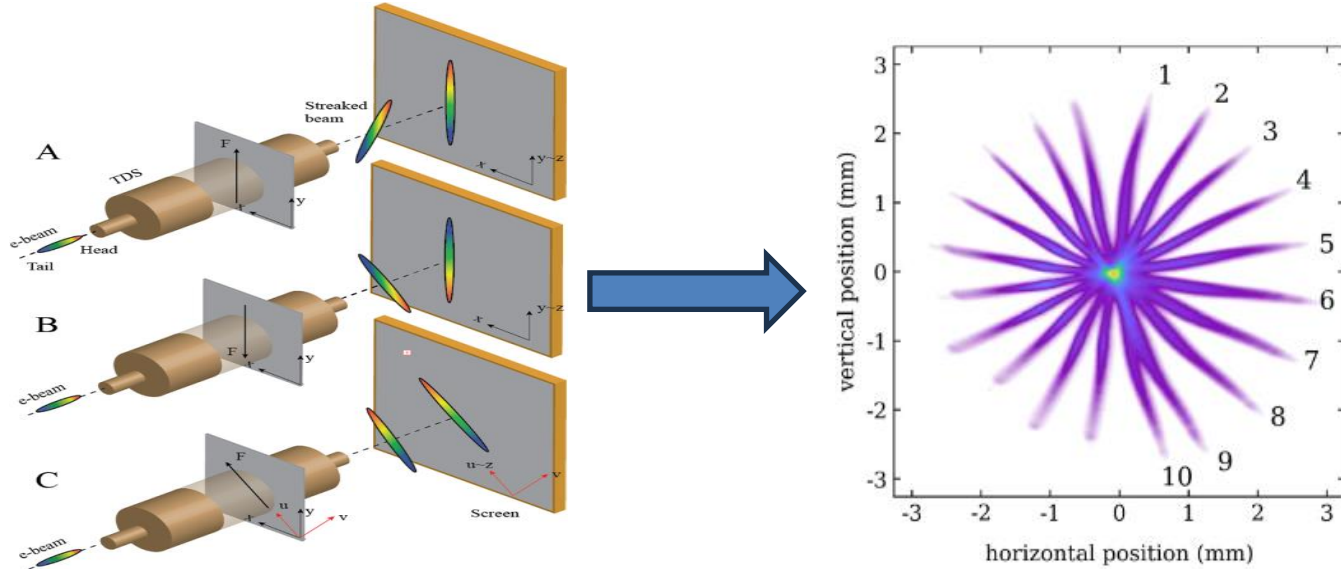 A
TDS
F
x
y
e-beam
Tail
Head
Streaked
beam
x
y~z
B
F
x
y
e-beam
x
y~z
C
F
u
x
y
v
e-beam
u~z
v
Screen
vertical position (mm)
3
2
1
0
-1
-2
-3
1
2
3
4
5
6
7
8
9
10
-3 -2 -1 0 1 2 3
horizontal position (mm)